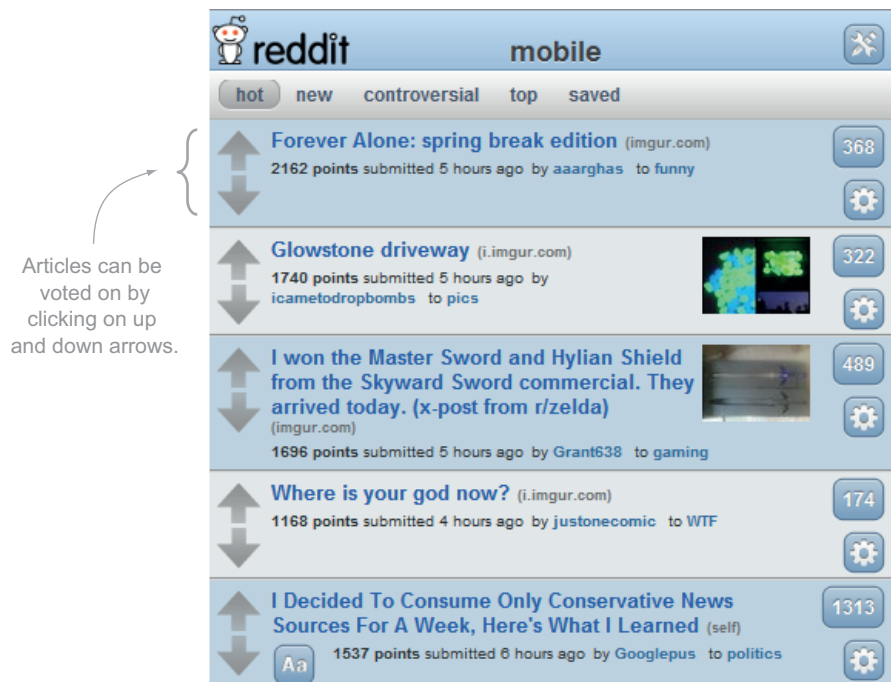 reddit mobile
hot new controversial top saved
Articles can be
voted on by
clicking on up
and down arrows.
Forever Alone: spring break edition (imgur.com)
2162 points submitted 5 hours ago by aaarghas to funny
368
Glowstone driveway (i.imgur.com)
1740 points submitted 5 hours ago by
icametodropbombs to pics
322
I won the Master Sword and Hylian Shield
from the Skyward Sword commercial. They
arrived today. (x-post from r/zelda)
(imgur.com)
1696 points submitted 5 hours ago by Grant638 to gaming
489
Where is your god now? (i.imgur.com)
1168 points submitted 4 hours ago by justonecomic to WTF
174
I Decided To Consume Only Conservative News
Sources For A Week, Here's What I Learned (self)
Aa 1537 points submitted 6 hours ago by Googlepus to politics
1313